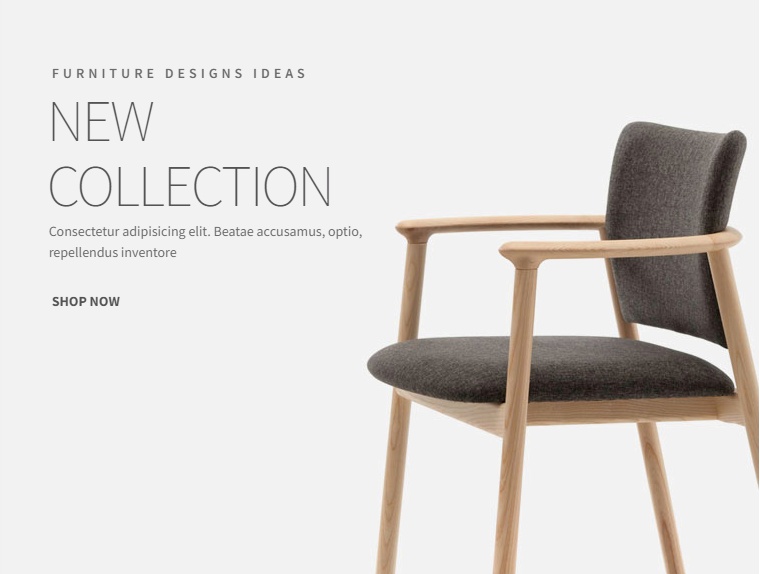 FURNITURE DESIGNS IDEAS
NEW
COLLECTION
Consectetur adipisicing elit. Beatae accusamus, optio,
repellendus inventore
SHOP NOW